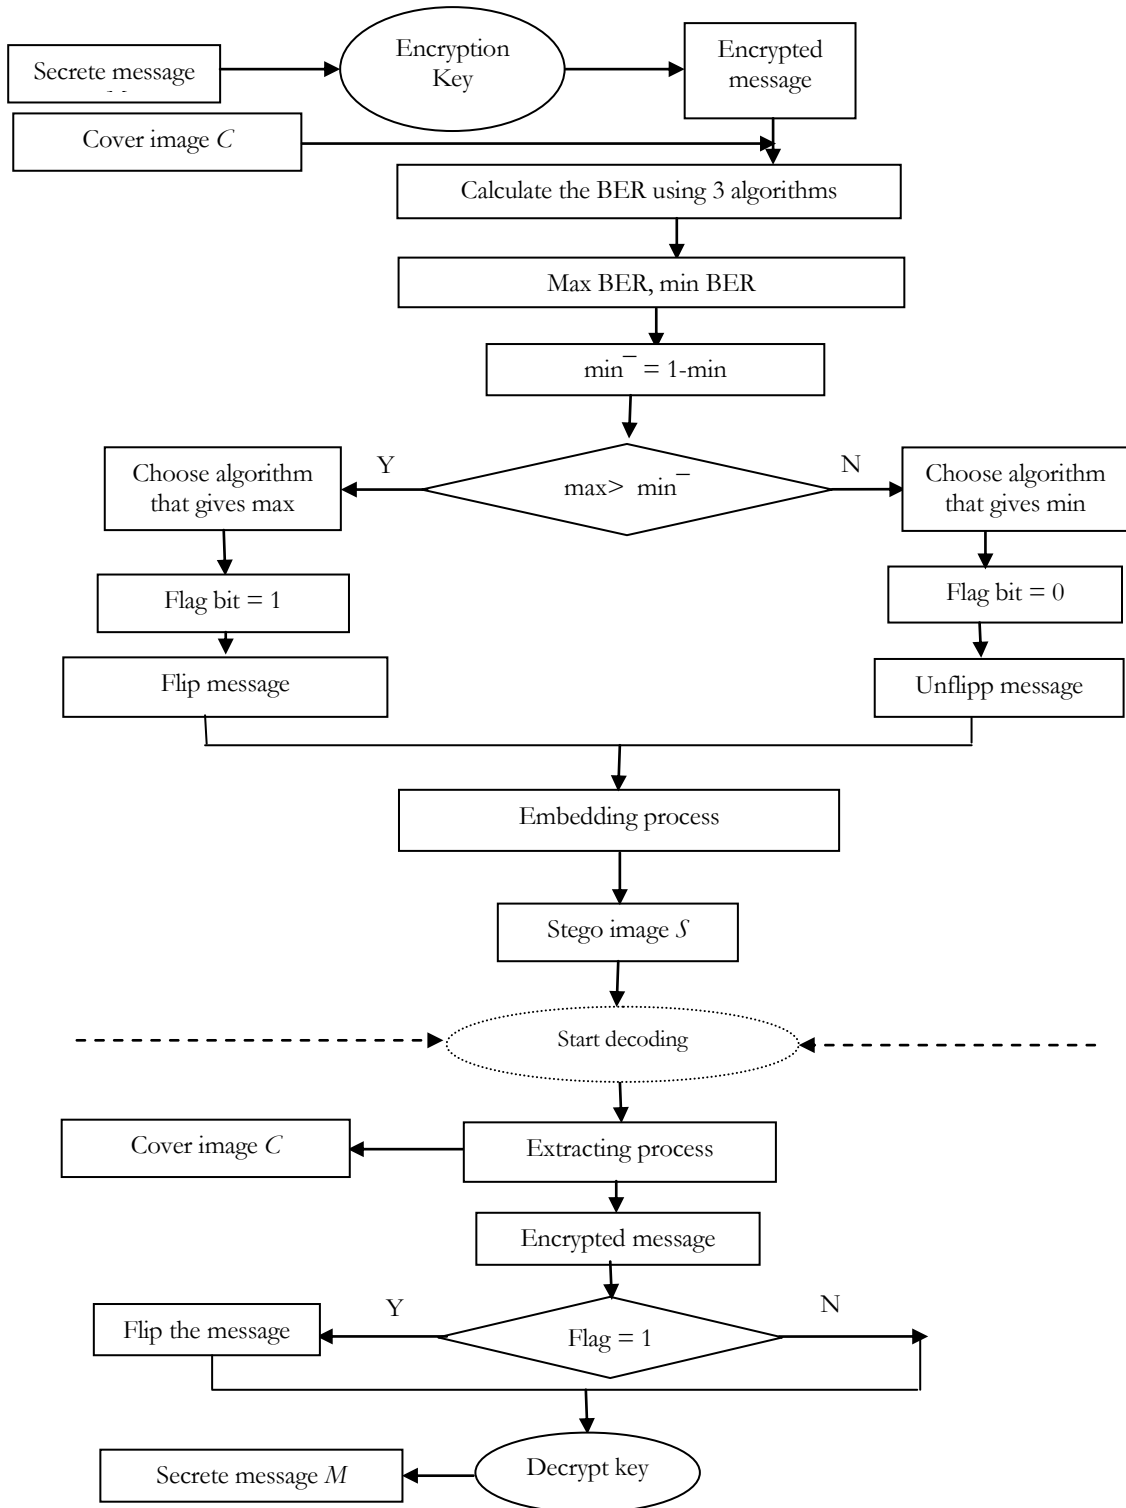 Secrete message
Encryption
Key
Encrypted
message
Cover image C
Calculate the BER using 3 algorithms
Max BER, min BER
min¯ = 1-min
Y
max> min¯
N
Choose algorithm
that gives max
Choose algorithm
that gives min
Flag bit = 1
Flag bit = 0
Flip message
Unflipp message
Embedding process
Stego image S
Start decoding
Cover image C
Extracting process
Encrypted message
Y
N
Flip the message
Flag = 1
Decrypt key
Secrete message M